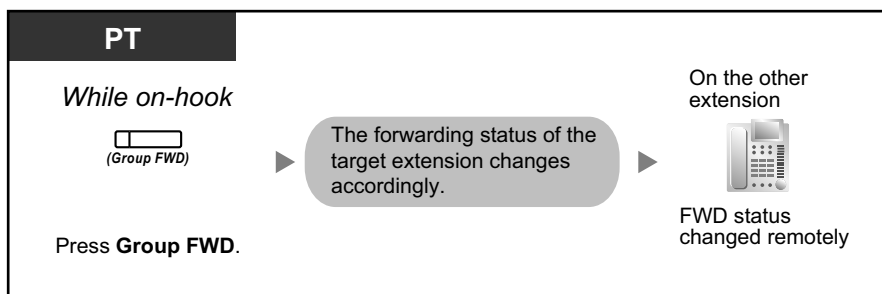 PT
While on-hook
(Group FWD)
Press Group FWD.
The forwarding status of the
target extension changes
accordingly.
On the other
extension
FWD status
changed remotely